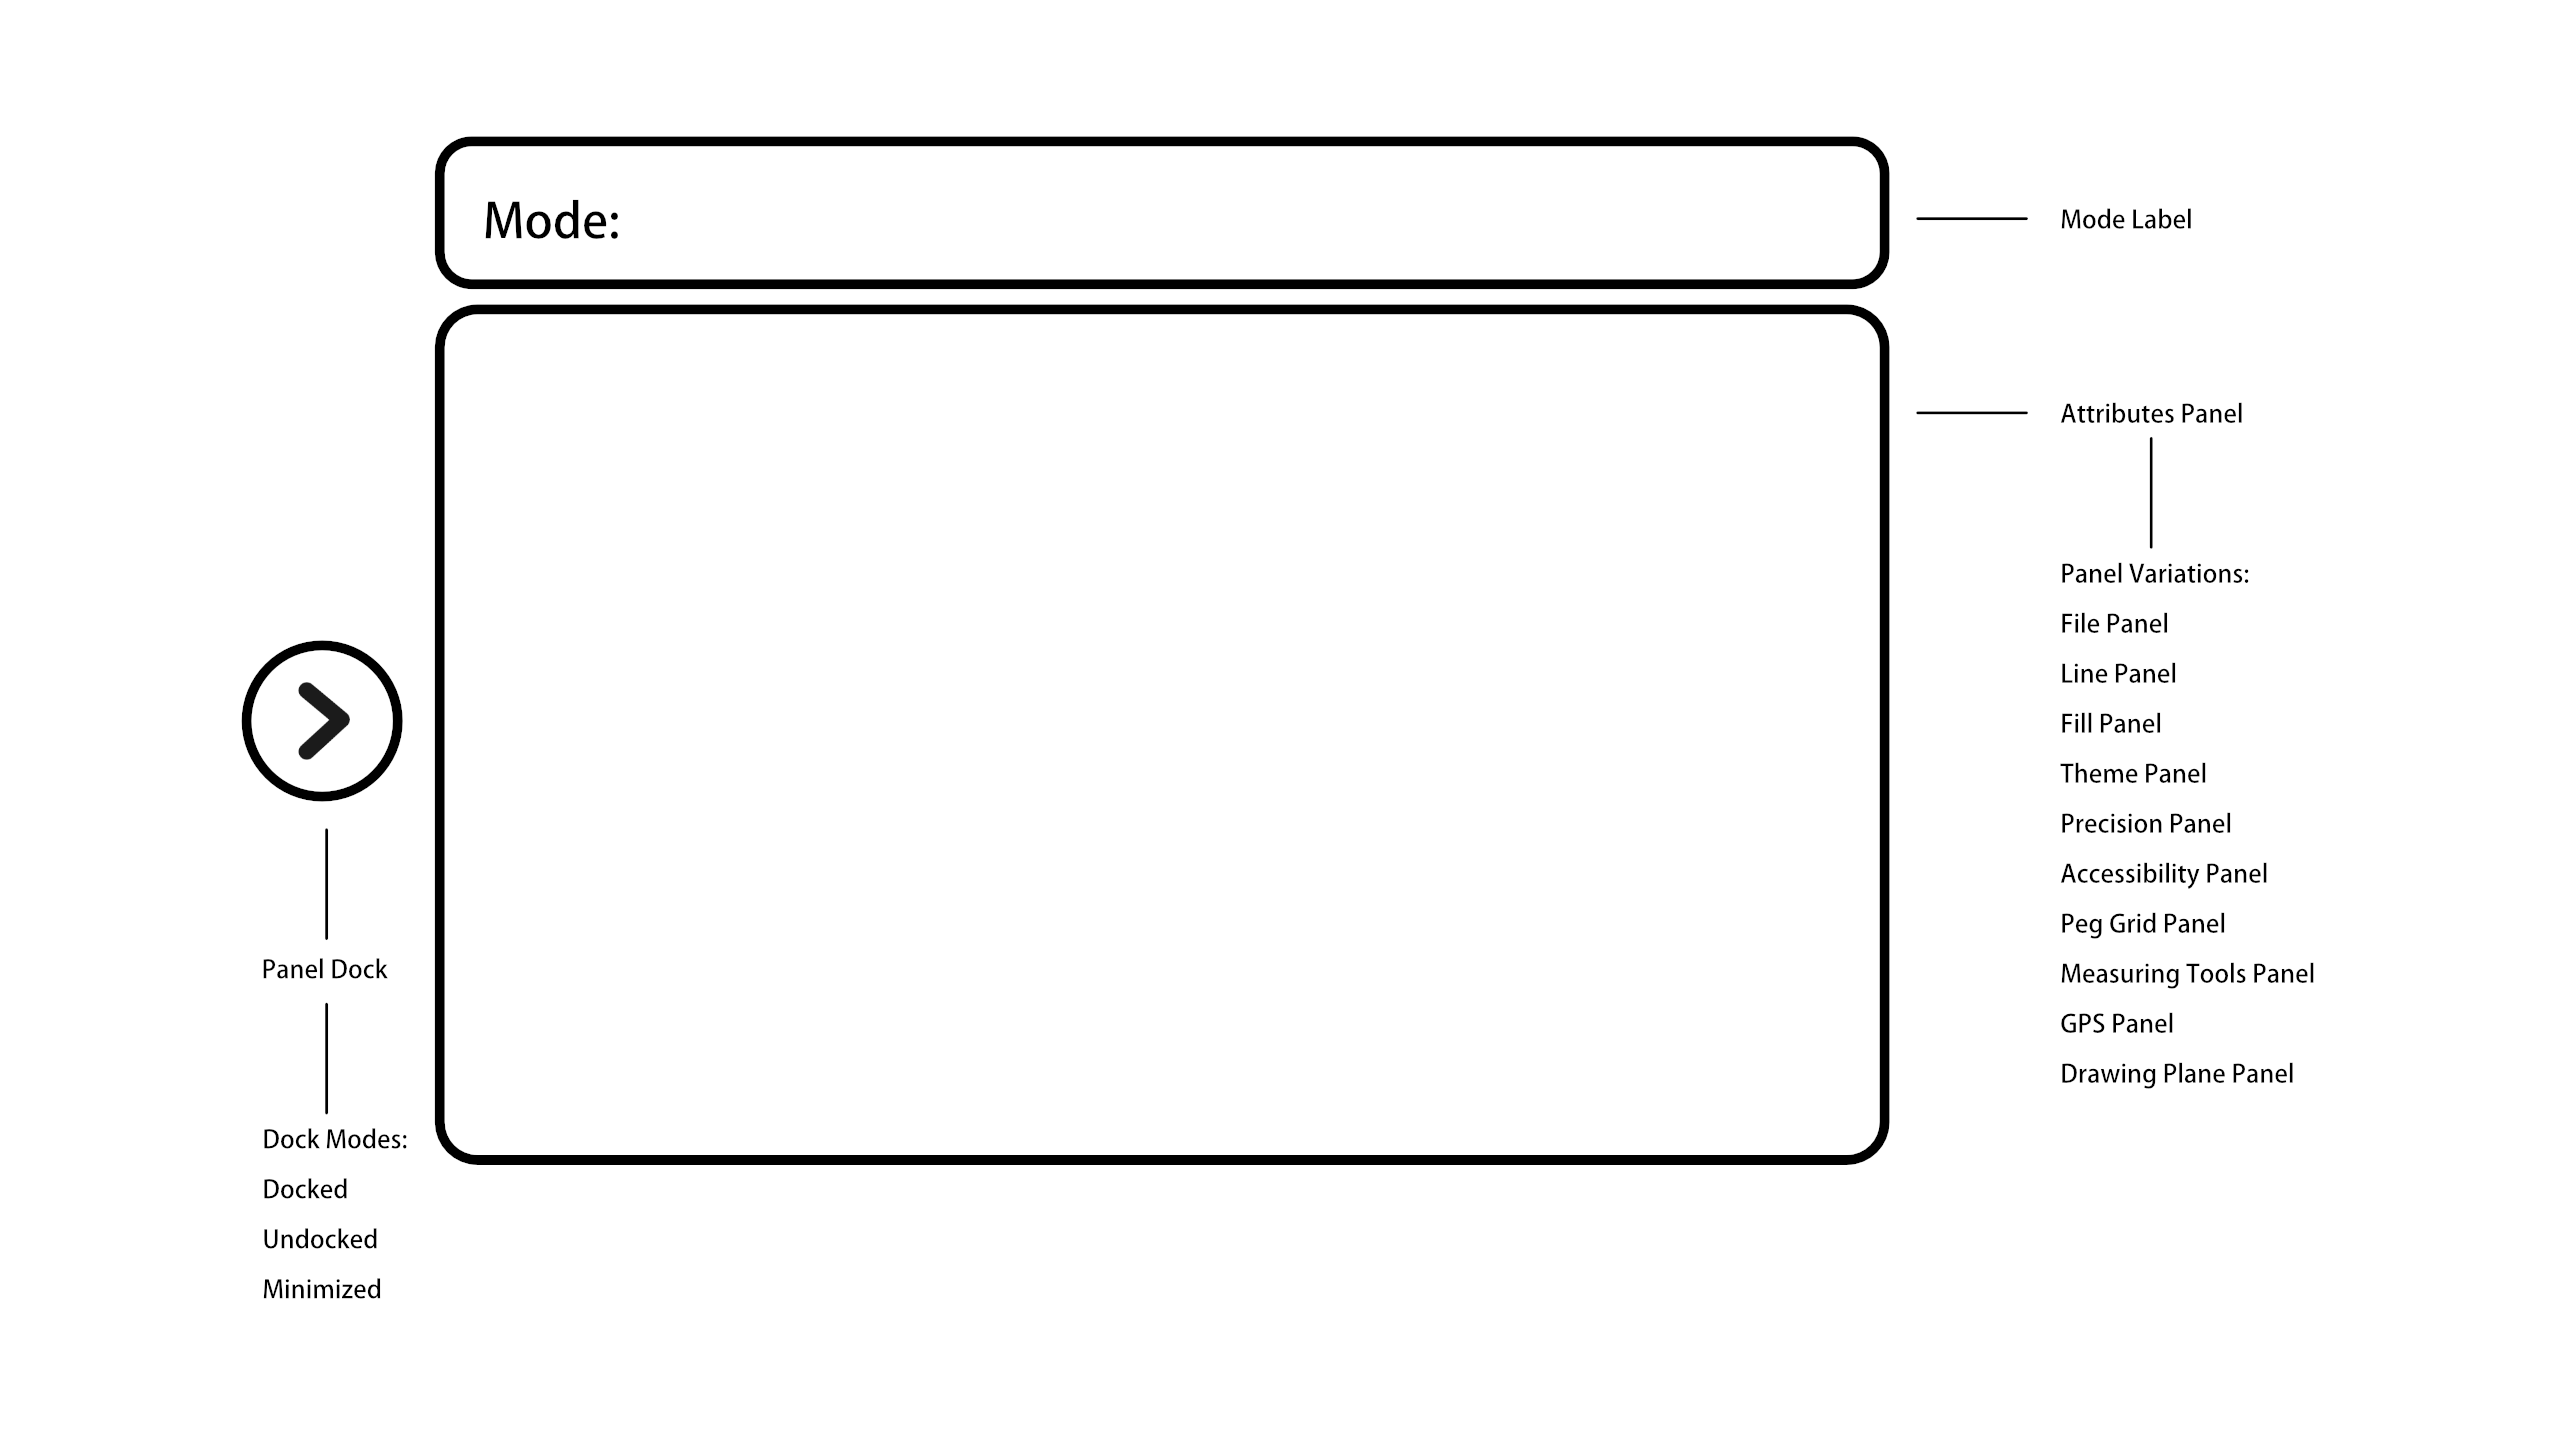 Mode:
Mode Label
Attributes Panel
Panel Variations:
File Panel
Line Panel
Fill Panel
Theme Panel
Precision Panel
Accessibility Panel
Peg Grid Panel
Measuring Tools Panel
GPS Panel
Drawing Plane Panel
Panel Dock
Dock Modes:
Docked
Undocked
Minimized